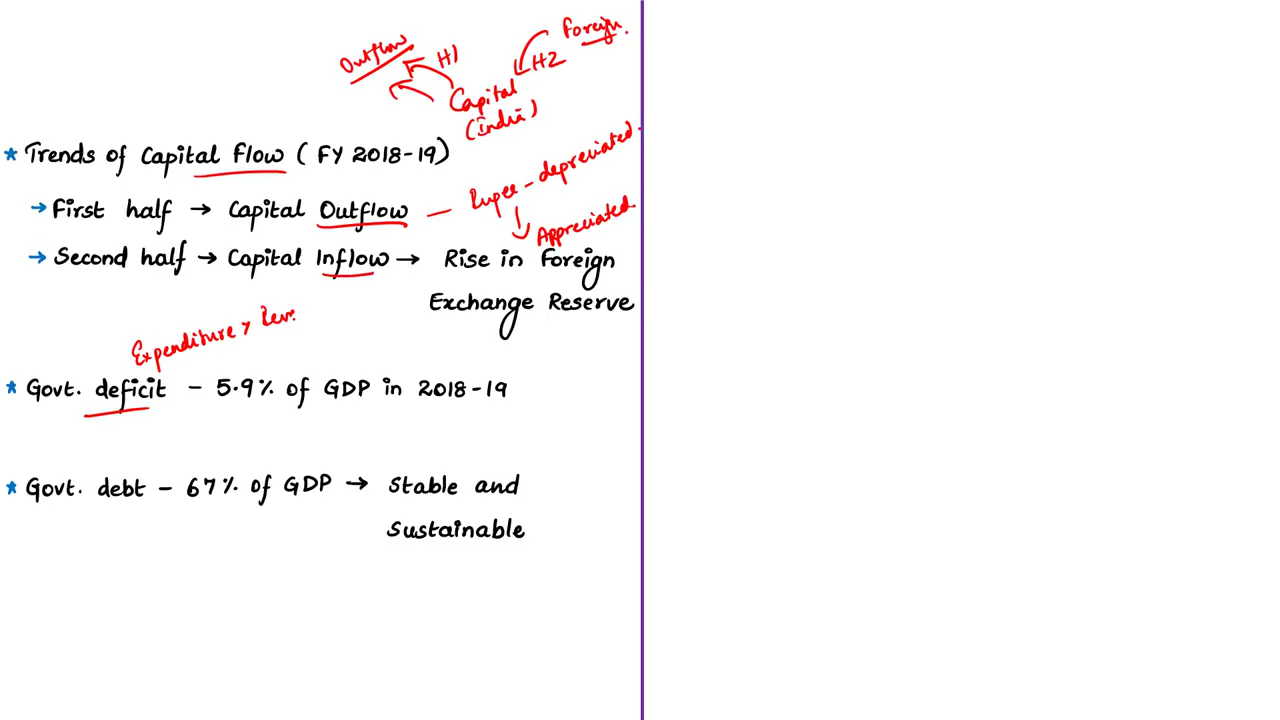 Foreign.
Outflow
H1
H2
Capital
(India)
* Trends of Capital Flow ( FY 2018-19)
Rupee - depreciated.
→ First half → Capital Outflow —
Appreciated
→ Second half → Capital Inflow → Rise in Foreign
Exchange Reserve
Expenditure > Rev.
* Govt. deficit - 5.9% of GDP in 2018-19
* Govt. debt - 67% of GDP → Stable and
Sustainable